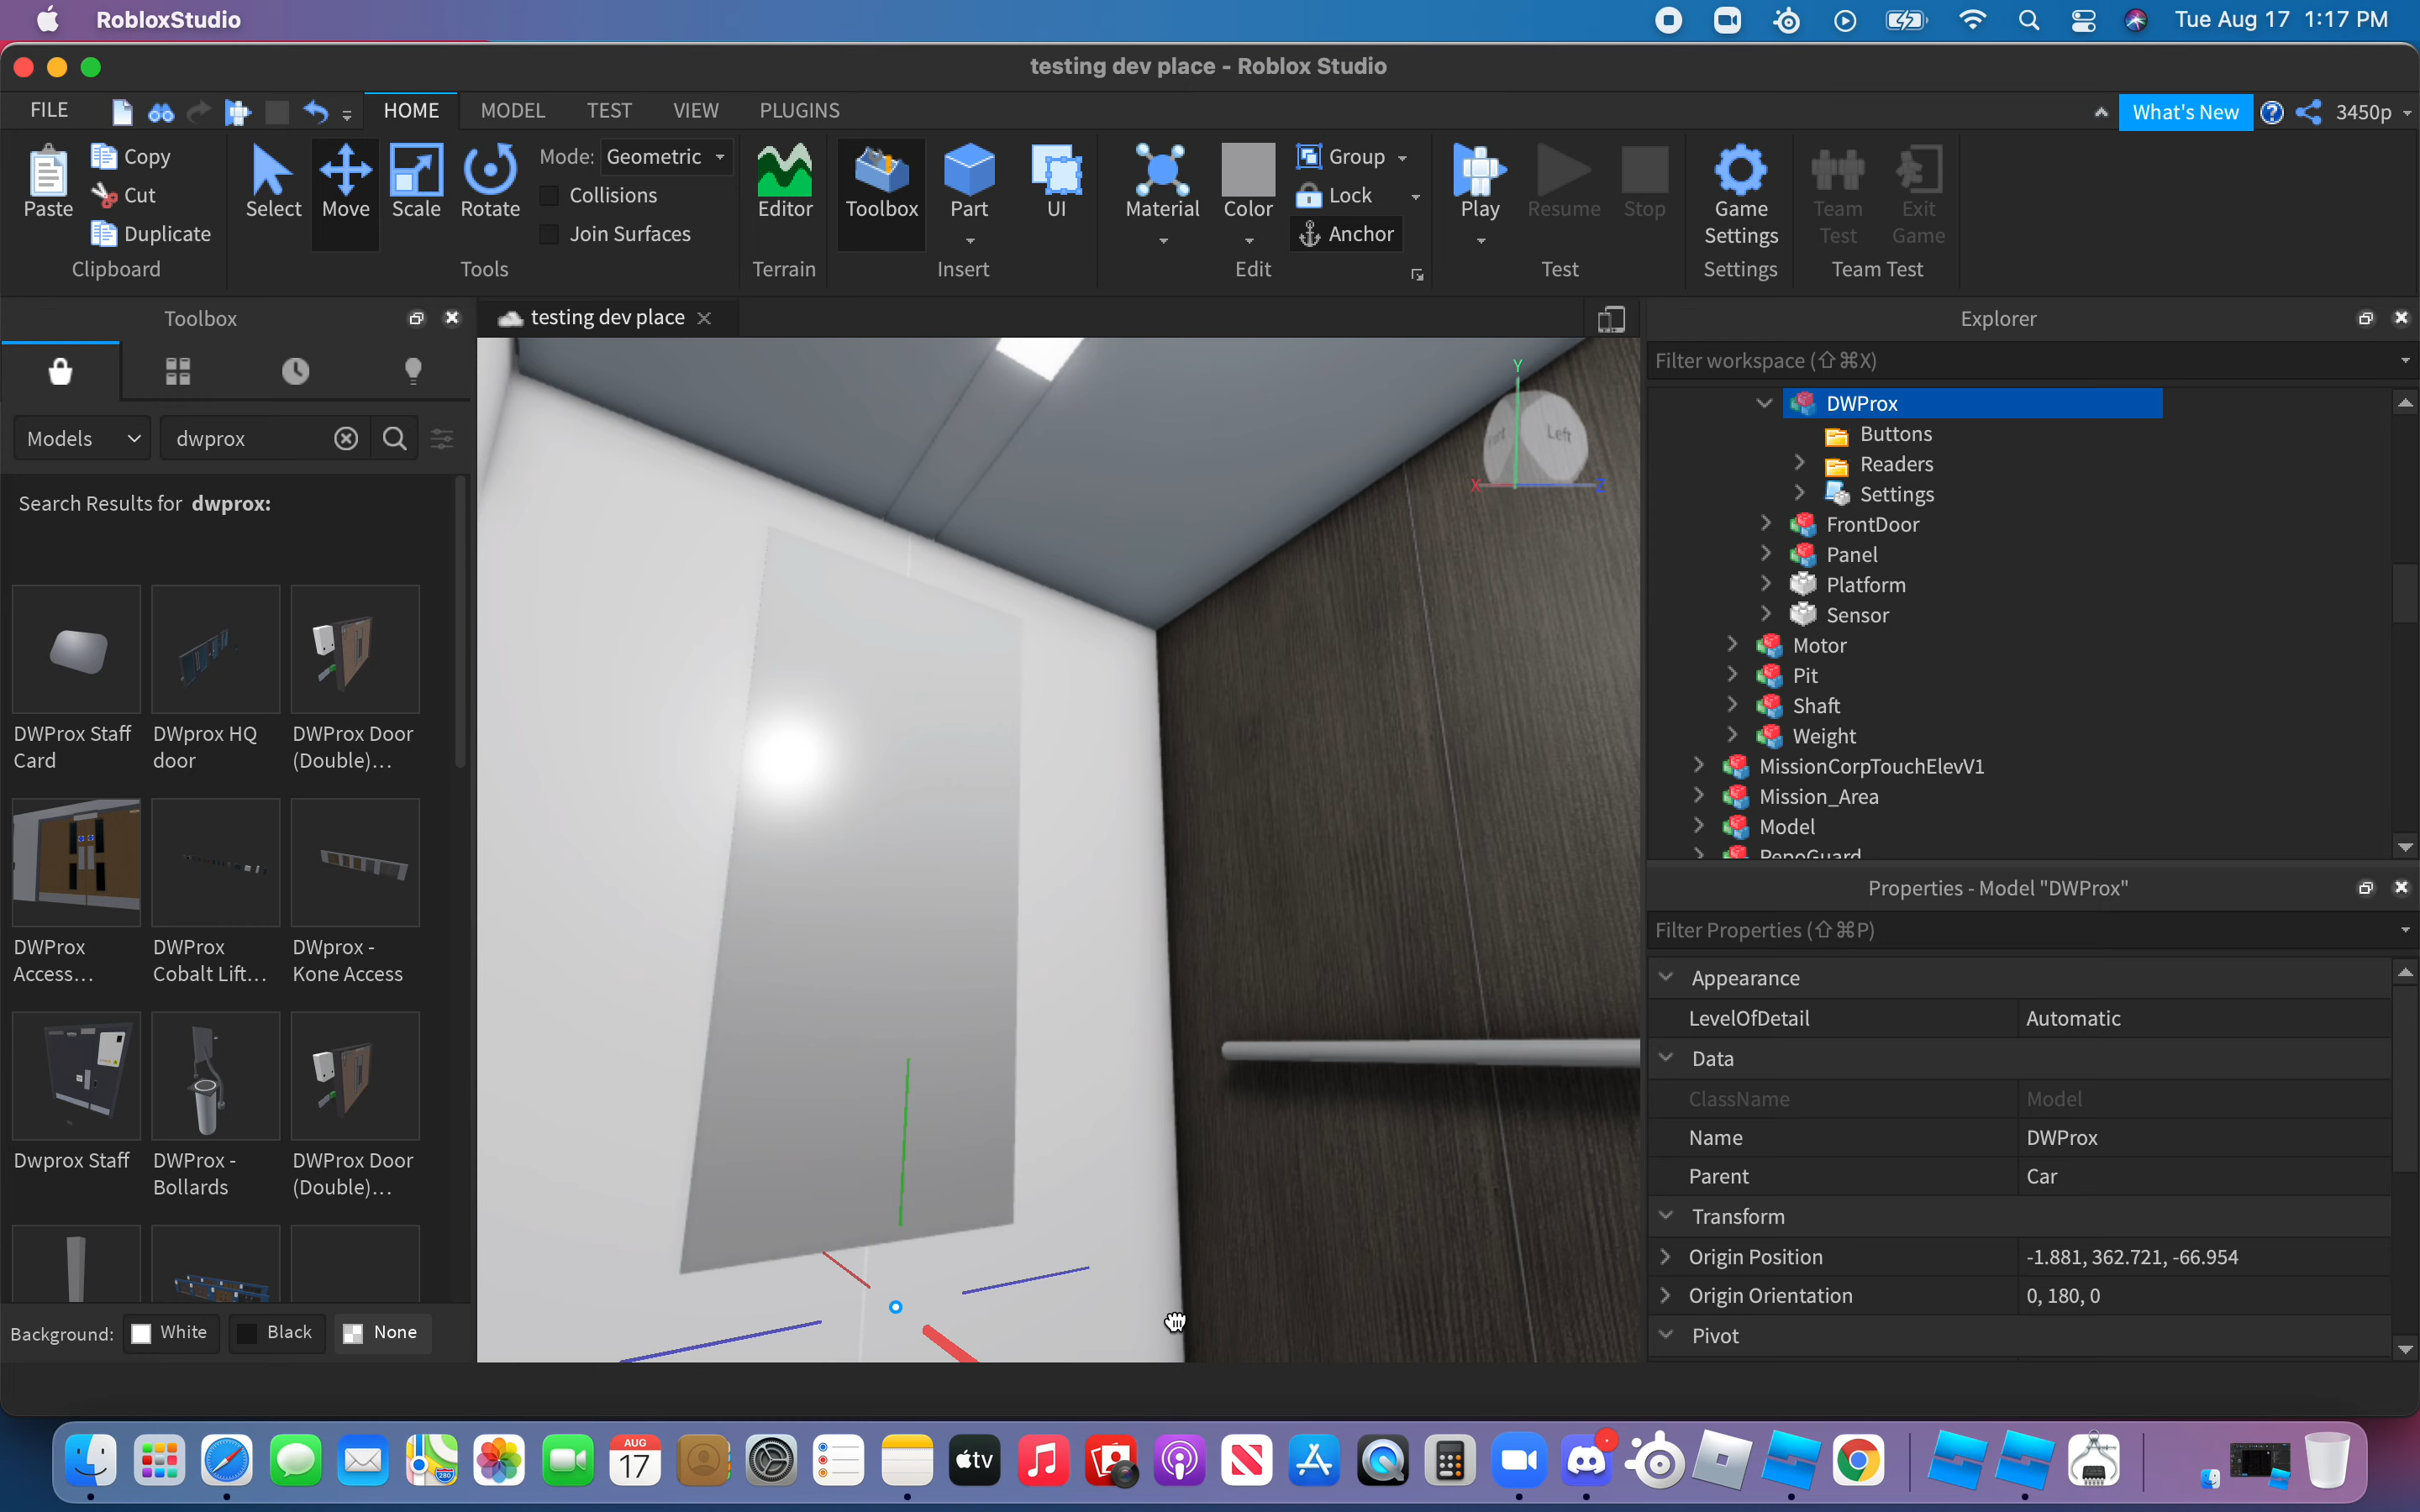 RobloxStudio
Tue Aug 17 1:17 PM
testing dev place - Roblox Studio
FILE
HOME
MODEL
TEST
VIEW
PLUGINS
What's New
3450p
Paste
Copy
Cut
Duplicate
Clipboard
Select
Move
Scale
Rotate
Mode: Geometric
Collisions
Join Surfaces
Tools
Editor
Terrain
Toolbox
Part
UI
Insert
Material
Color
Group
Lock
Anchor
Edit
Play
Resume
Stop
Test
Game
Settings
Settings
Team
Test
Exit
Game
Team Test
Toolbox
testing dev place
Explorer
Models
dwprox
Search Results for dwprox:
DWProx Staff
Card
DWprox HQ
door
DWProx Door
(Double)...
DWProx
Access...
DWProx
Cobalt Lift...
DWprox -
Kone Access
Dwprox Staff
DWProx -
Bollards
DWProx Door
(Double)...
Background: White Black None
Left
Y
X
Z
Filter workspace (⇧⌘X)
DWProx
Buttons
Readers
Settings
FrontDoor
Panel
Platform
Sensor
Motor
Pit
Shaft
Weight
MissionCorpTouchElevV1
Mission_Area
Model
PepoGuard
Properties - Model "DWProx"
Filter Properties (⇧⌘P)
Appearance
LevelOfDetail Automatic
Data
ClassName Model
Name DWProx
Parent Car
Transform
Origin Position -1.881, 362.721, -66.954
Origin Orientation 0, 180, 0
Pivot
280
AUG
17
tv